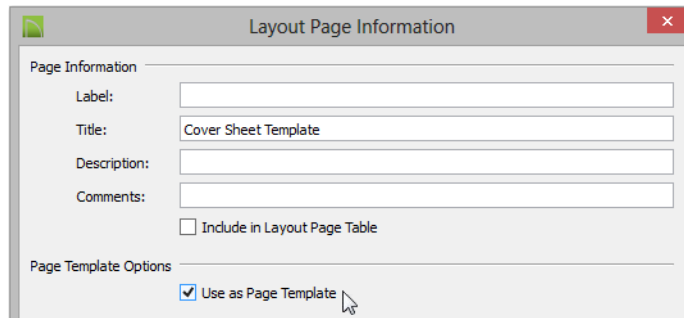 Layout Page Information
Page Information
Label:
Title: Cover Sheet Template
Description:
Comments:
Include in Layout Page Table
Page Template Options
Use as Page Template